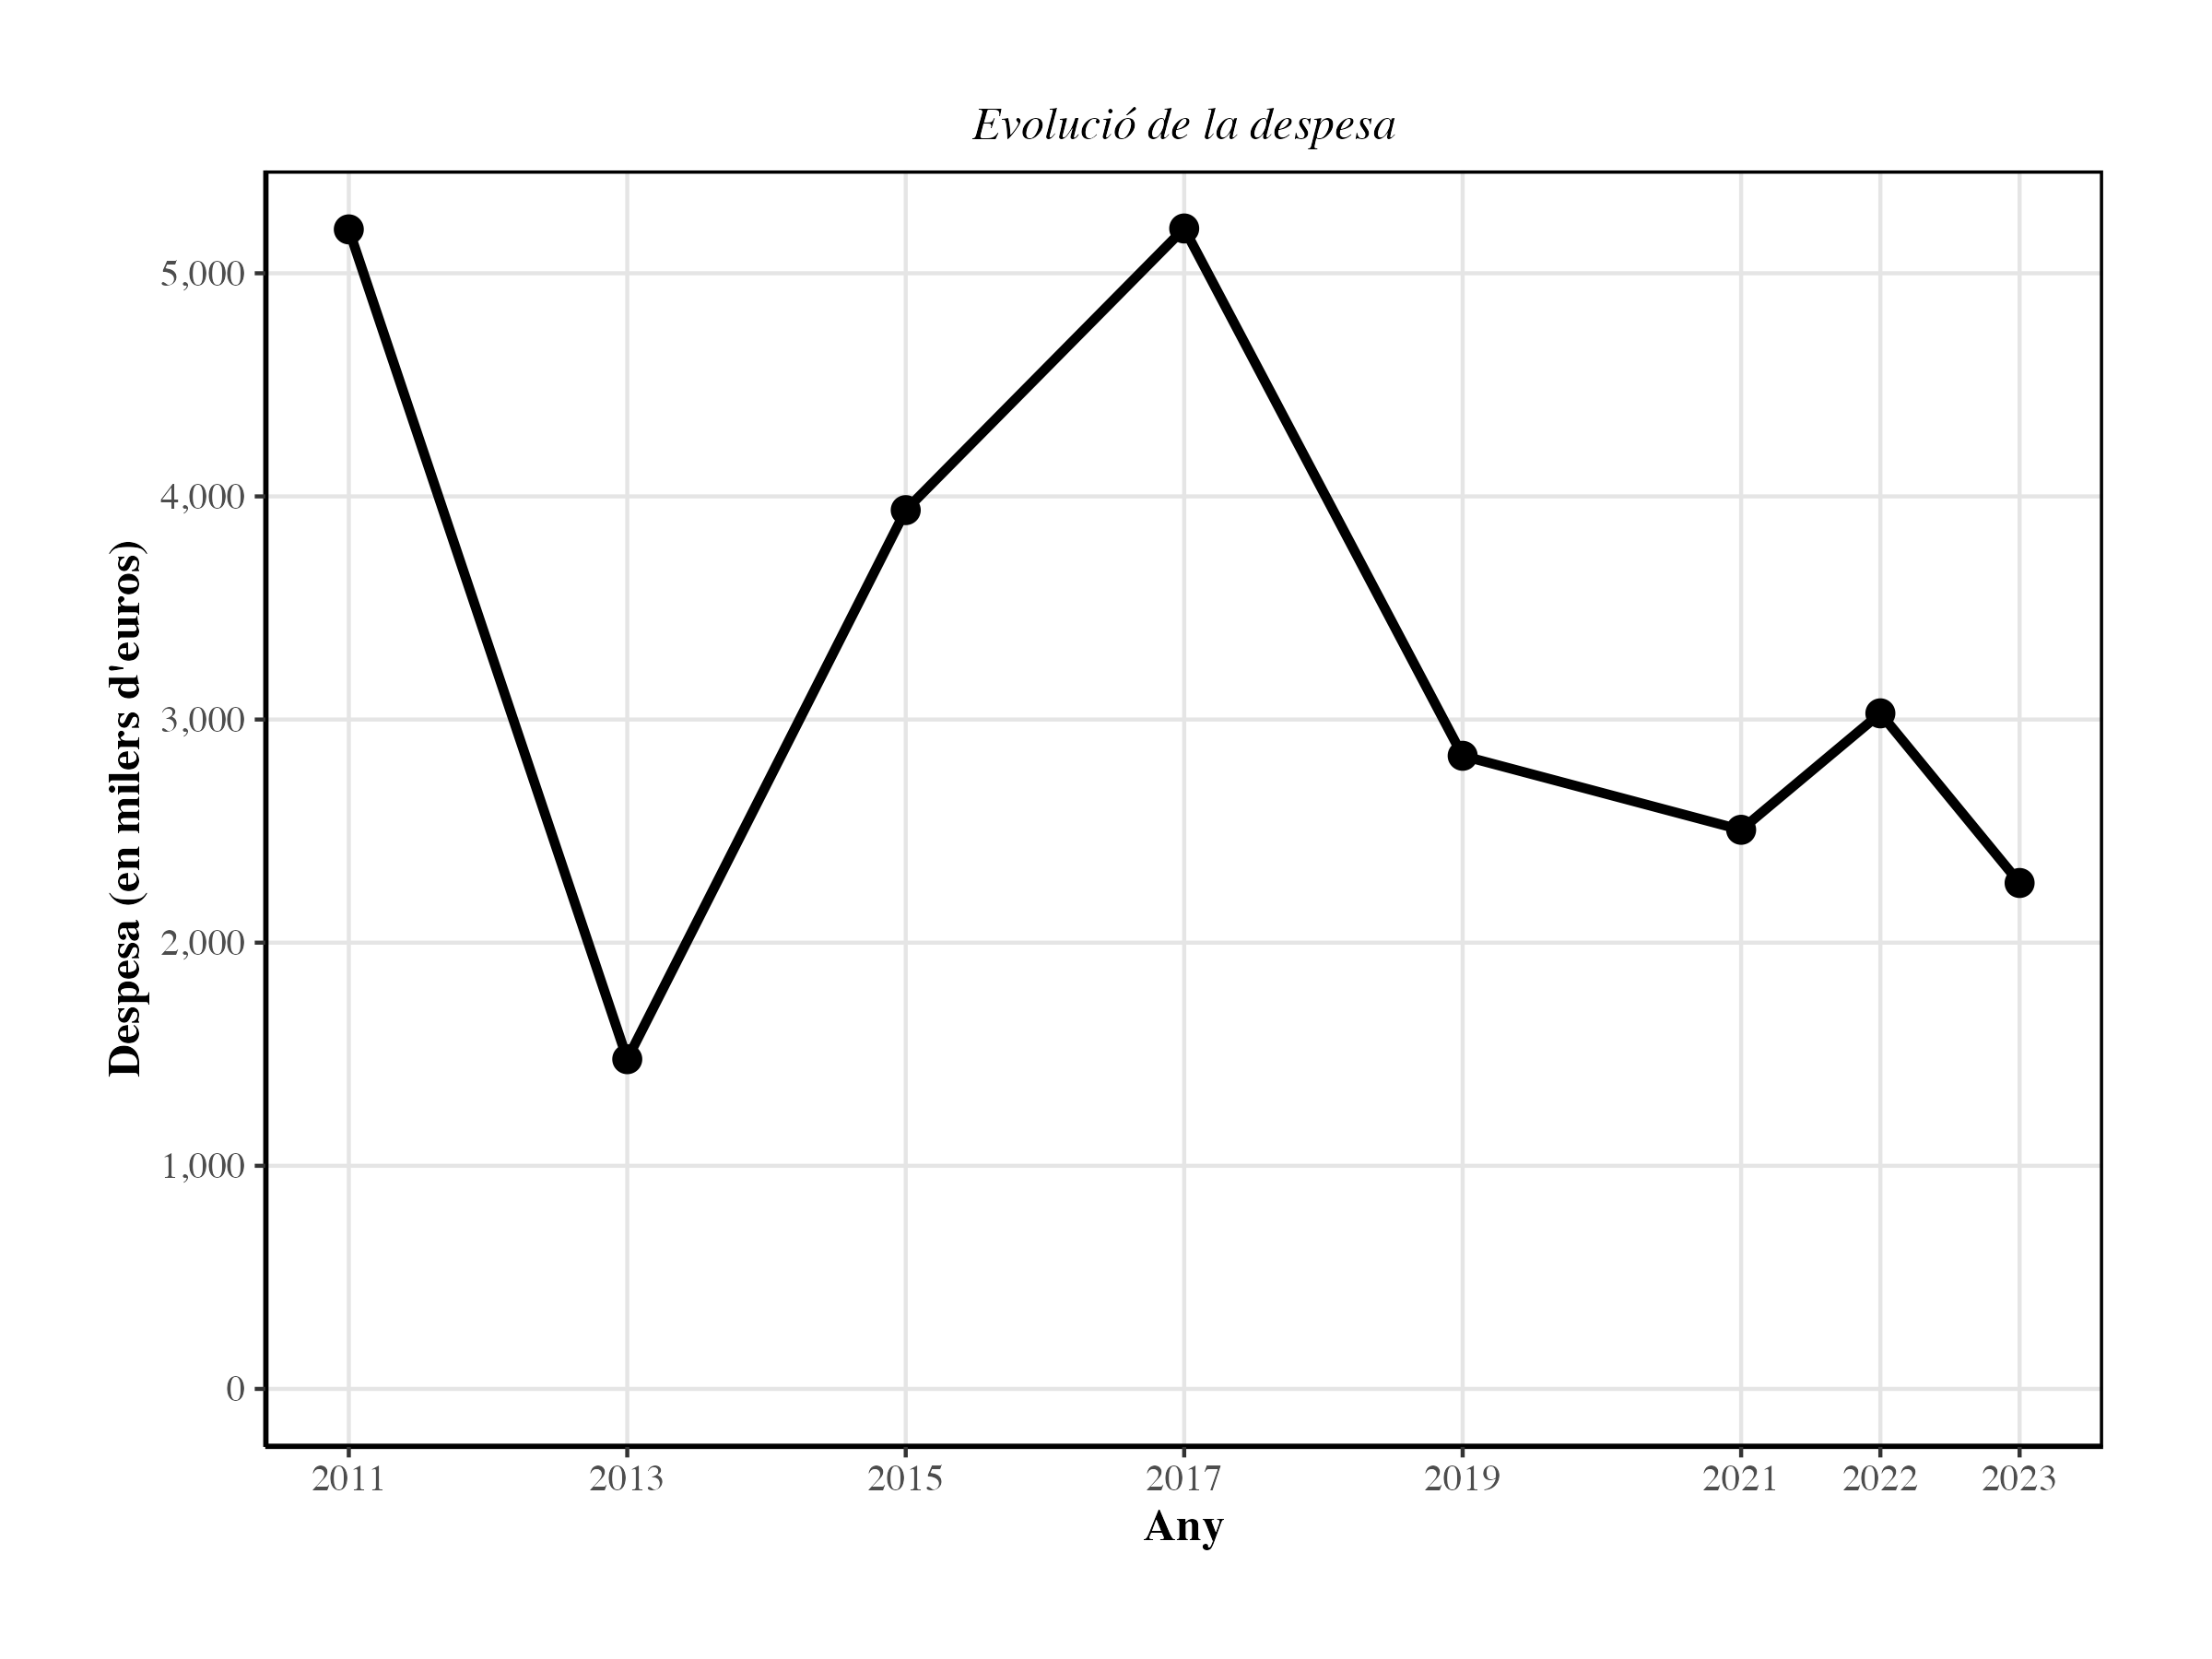 Evolució de la despesa
Despesa (en milers d'euros)
5,000
4,000
3,000
2,000
1,000
0
2011 2013 2015 2017 2019 2021 2022 2023
Any